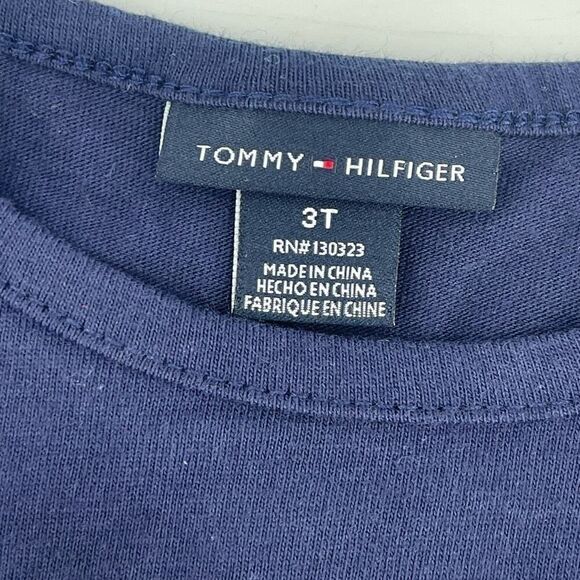 TOMMY HILFIGER
3T
RN#130323
MADE IN CHINA
HECHO EN CHINA
FABRIQUE EN CHINE